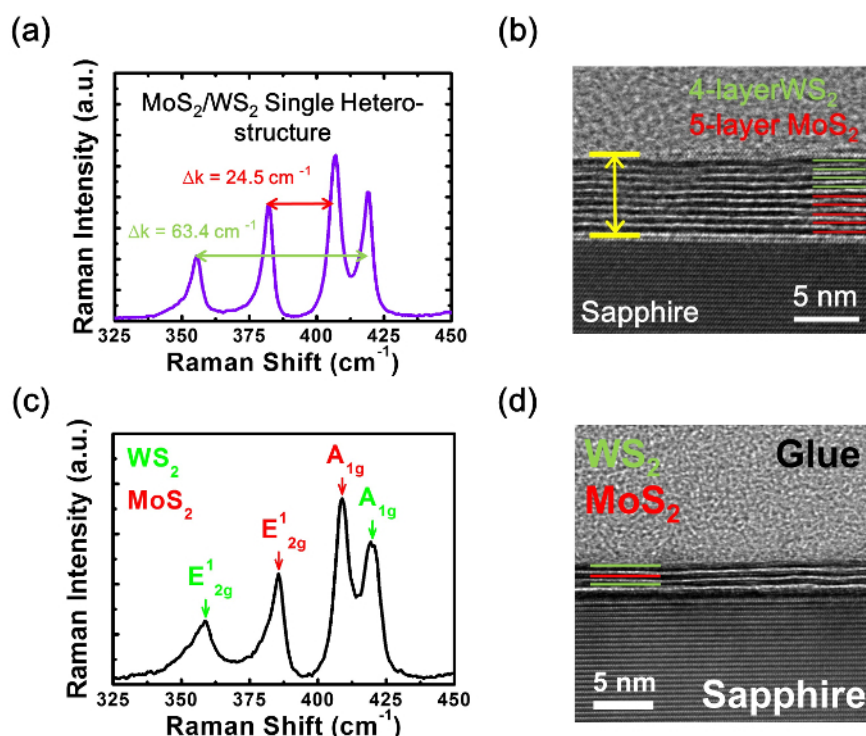 (a)
MoS₂/WS₂ Single Hetero-
structure
Δk = 24.5 cm ⁻¹
Δk = 63.4 cm ⁻¹
Raman Intensity (a.u.)
325 350 375 400 425 450
Raman Shift (cm⁻¹)
(b)
4-layerWS₂
5-layer MoS₂
Sapphire
5 nm
(c)
WS₂
MoS₂
E¹₂g
E¹₂g
A₁g
A₁g
Raman Intensity (a.u.)
325 350 375 400 425 450
Raman Shift (cm⁻¹)
(d)
WS₂
Glue
MoS₂
5 nm
Sapphire